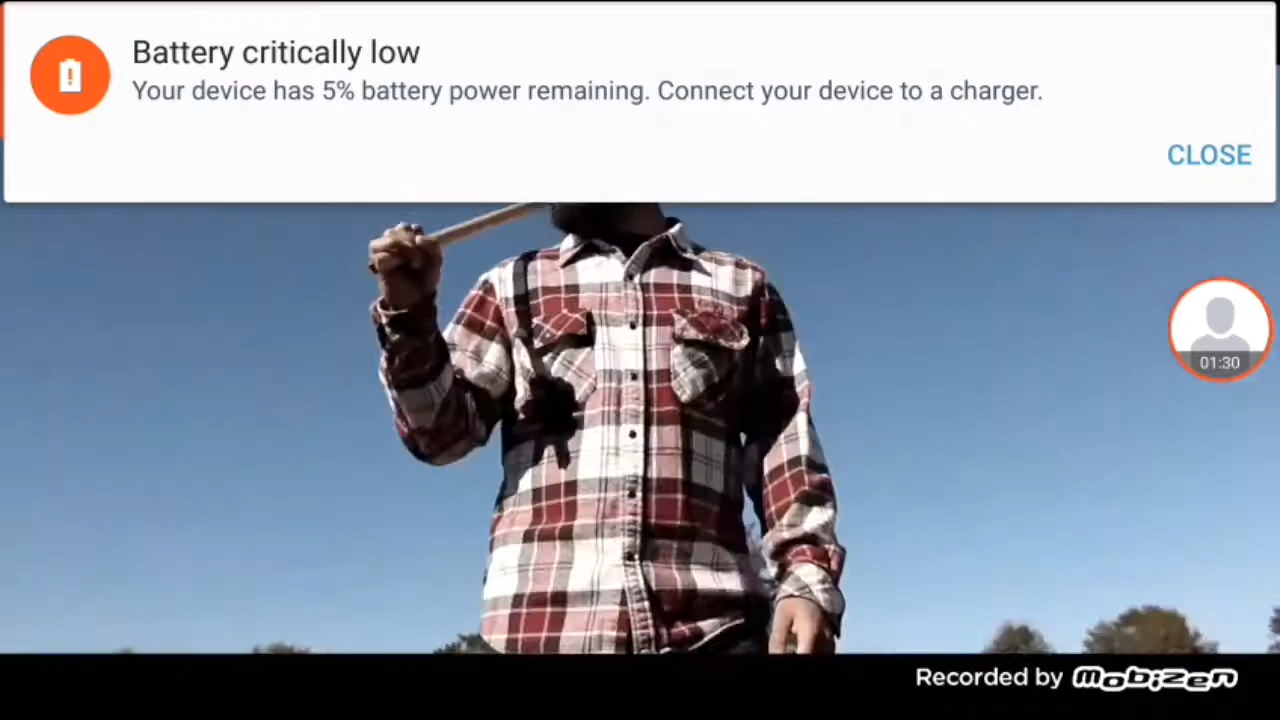 Battery critically low
Your device has 5% battery power remaining. Connect your device to a charger.
CLOSE
01:30
Recorded by mobizen